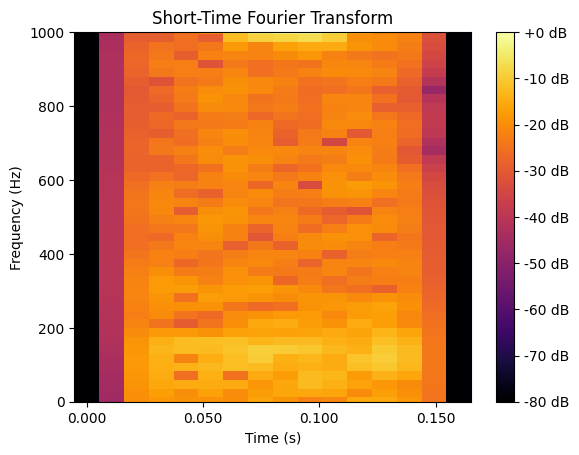 Short-Time Fourier Transform
1000
800
600
400
200
0
Frequency (Hz)
0.000
0.050
0.100
0.150
Time (s)
+0 dB
-10 dB
-20 dB
-30 dB
-40 dB
-50 dB
-60 dB
-70 dB
-80 dB